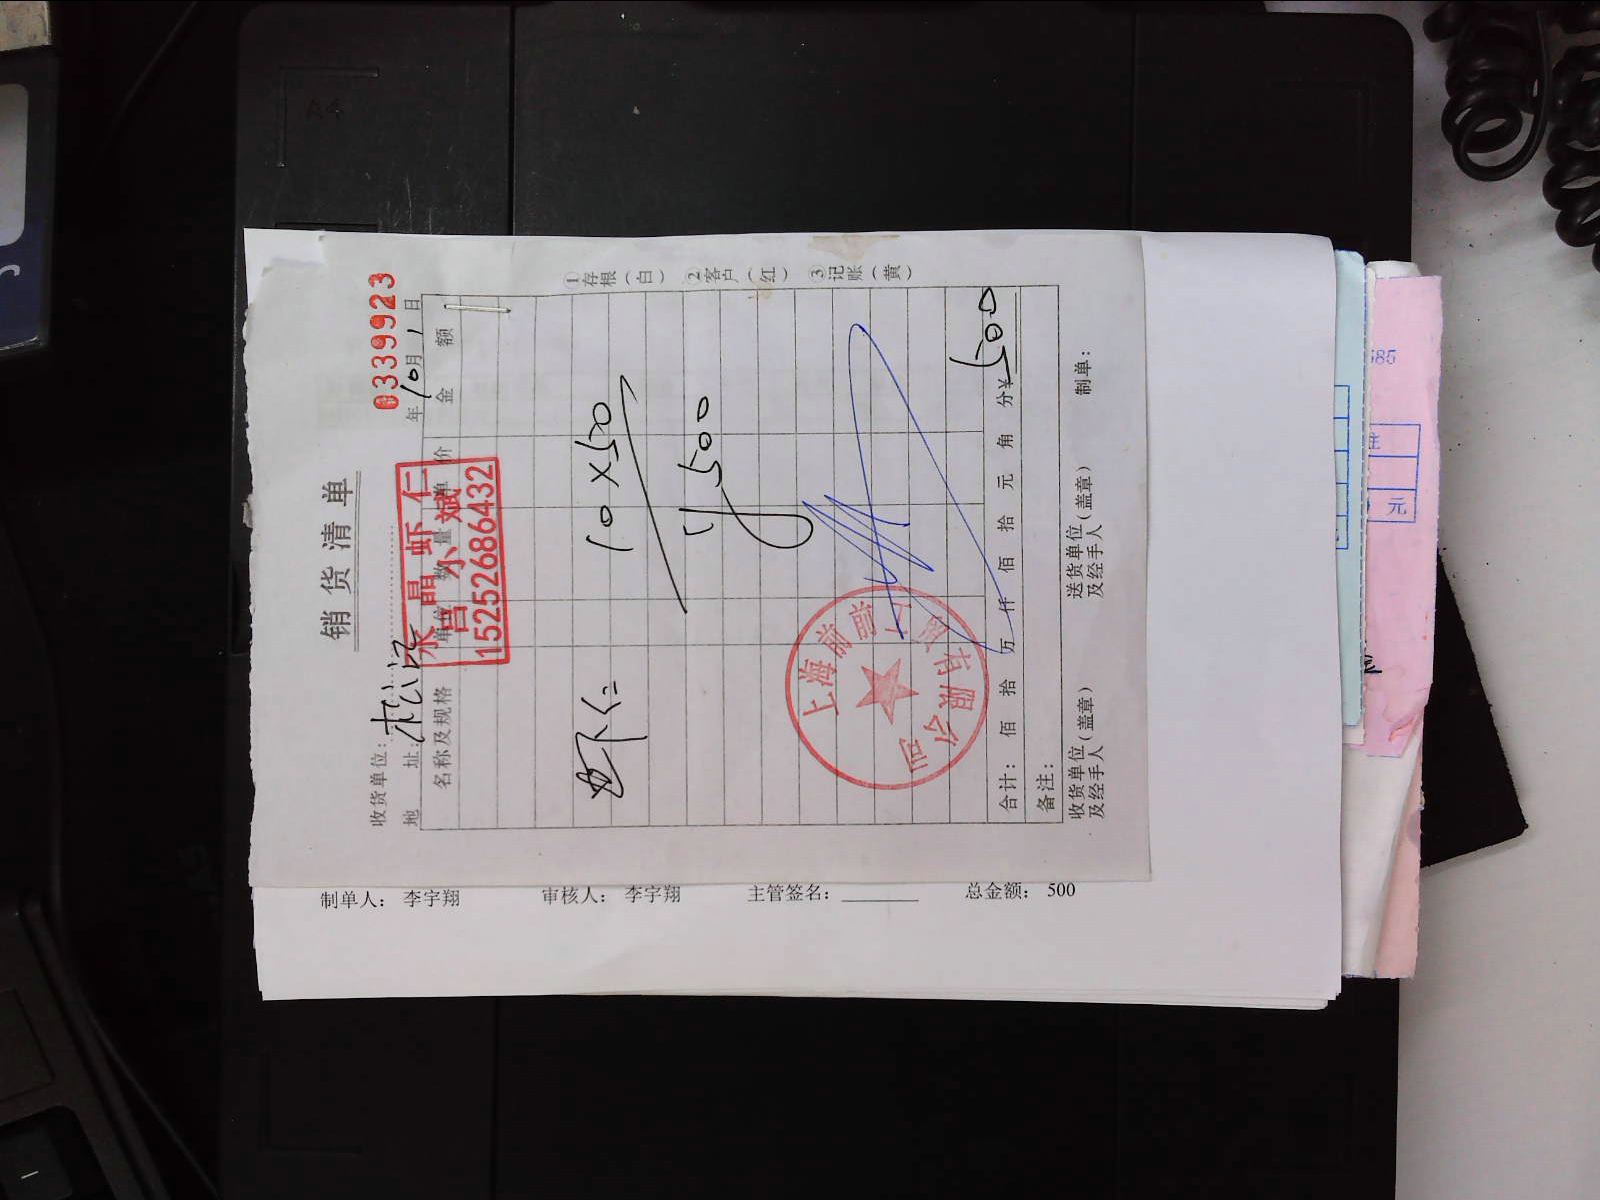 销货清单
0339923
收货单位：
地 址：松江
年10月1日
永晶虾仁
吕小斌
15252686432
名称及规格 单位 数量 单价 金额
虾仁 10×50
500
上海前 有限公司
合计： 佰 拾 万 仟 佰 拾 元 角 分¥500
备注：
收货单位(盖章)
及经手人
送货单位(盖章)
及经手人
制单：
①存根（白） ②客户（红） ③记账（黄）
制单人： 李宇翔 审核人： 李宇翔 主管签名： 总金额： 500
元